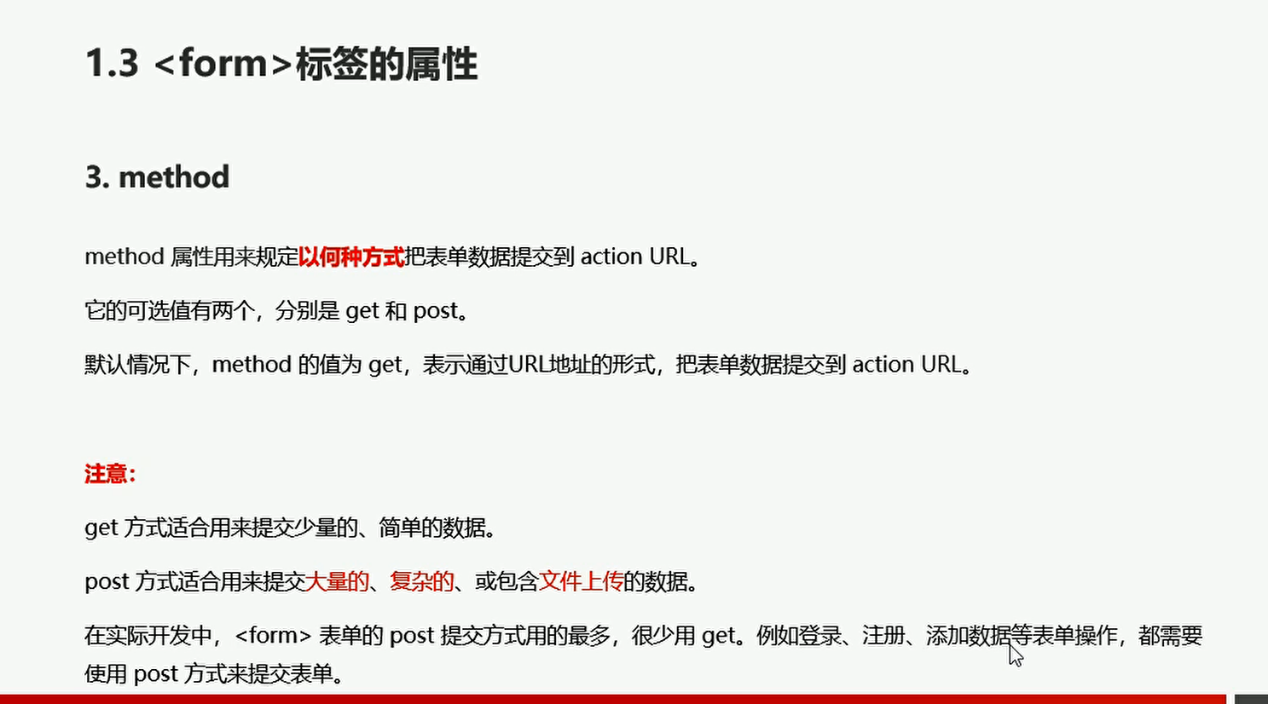 1.3 <form>标签的属性
3. method
method 属性用来规定以何种方式把表单数据提交到 action URL。
它的可选值有两个，分别是 get 和 post。
默认情况下，method 的值为 get，表示通过URL地址的形式，把表单数据提交到 action URL。
注意：
get 方式适合用来提交少量的、简单的数据。
post 方式适合用来提交大量的、复杂的、或包含文件上传的数据。
在实际开发中，<form> 表单的 post 提交方式用的最多，很少用 get。例如登录、注册、添加数据等表单操作，都需要
使用 post 方式来提交表单。